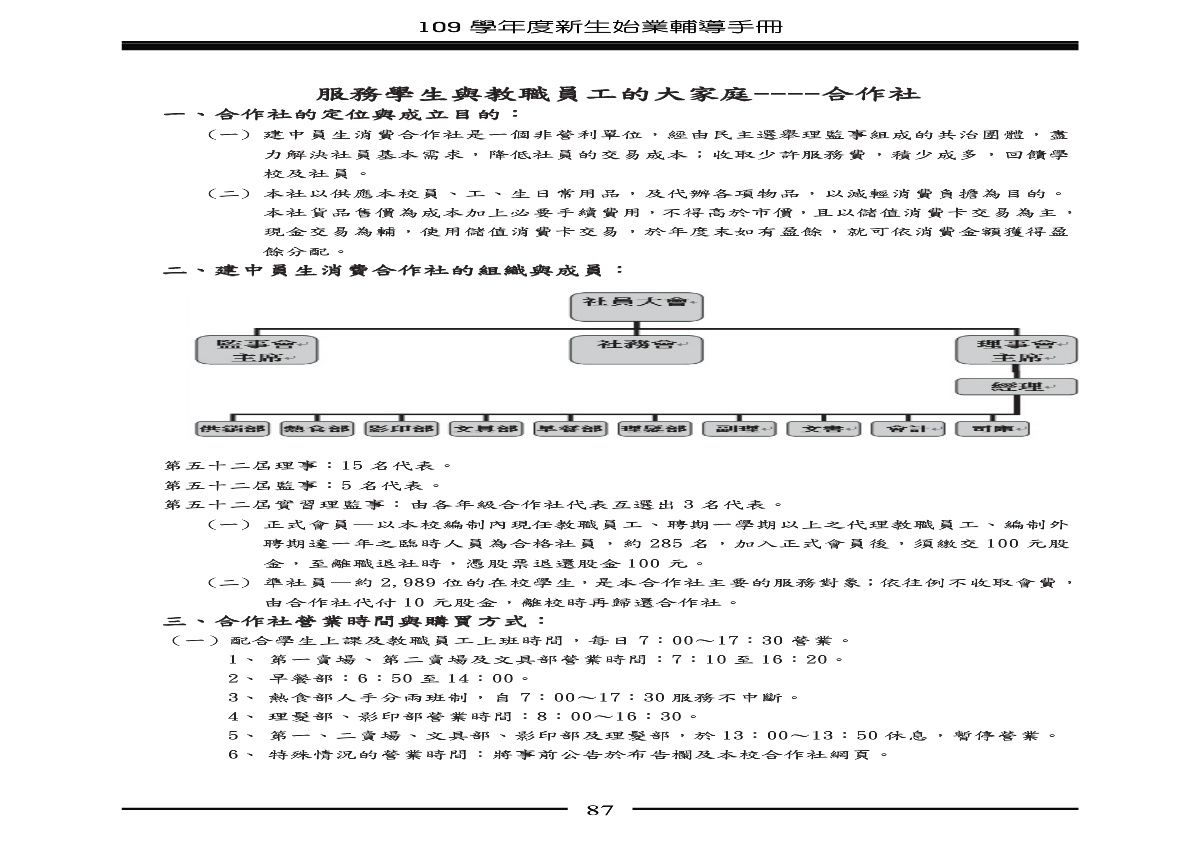 109 學年度新生始業輔導手冊
服務學生與教職員工的大家庭----合作社
一、合作社的定位與成立目的：
（一）建中員生消費合作社是一個非營利單位，經由民主選舉理監事組成的共治團體，盡
力解決社員基本需求，降低社員的交易成本；收取少許服務費，積少成多，回饋學
校及社員。
（二）本社以供應本校員、工、生日常用品，及代辦各項物品，以減輕消費負擔為目的。
本社貨品售價為成本加上必要手續費用，不得高於市價，且以儲值消費卡交易為主，
現金交易為輔，使用儲值消費卡交易，於年度末如有盈餘，就可依消費金額獲得盈
餘分配。
二、建中員生消費合作社的組織與成員：
社員大會
監事會 社務會 理事會
主席 主席
經理
供銷部 熱食部 影印部 文具部 早餐部 理髮部 副理 文書 會計 司庫
第五十二屆理事：15 名代表。
第五十二屆監事：5 名代表。
第五十二屆實習理監事：由各年級合作社代表互選出 3 名代表。
（一）正式會員—以本校編制內現任教職員工、聘期一學期以上之代理教職員工、編制外
聘期達一年之臨時人員為合格社員，約 285 名，加入正式會員後，須繳交 100 元股
金，至離職退社時，憑股票退還股金 100 元。
（二）準社員—約 2,989 位的在校學生，是本合作社主要的服務對象；依往例不收取會費，
由合作社代付 10 元股金，離校時再歸還合作社。
三、合作社營業時間與購買方式：
（一）配合學生上課及教職員工上班時間，每日 7：00～17：30 營業。
1、 第一賣場、第二賣場及文具部營業時間：7：10 至 16：20。
2、 早餐部：6：50 至 14：00。
3、 熱食部人手分兩班制，自 7：00～17：30 服務不中斷。
4、 理髮部、影印部營業時間：8：00～16：30。
5、 第一、二賣場、文具部、影印部及理髮部，於 13：00～13：50 休息，暫停營業。
6、 特殊情況的營業時間：將事前公告於布告欄及本校合作社網頁。
87